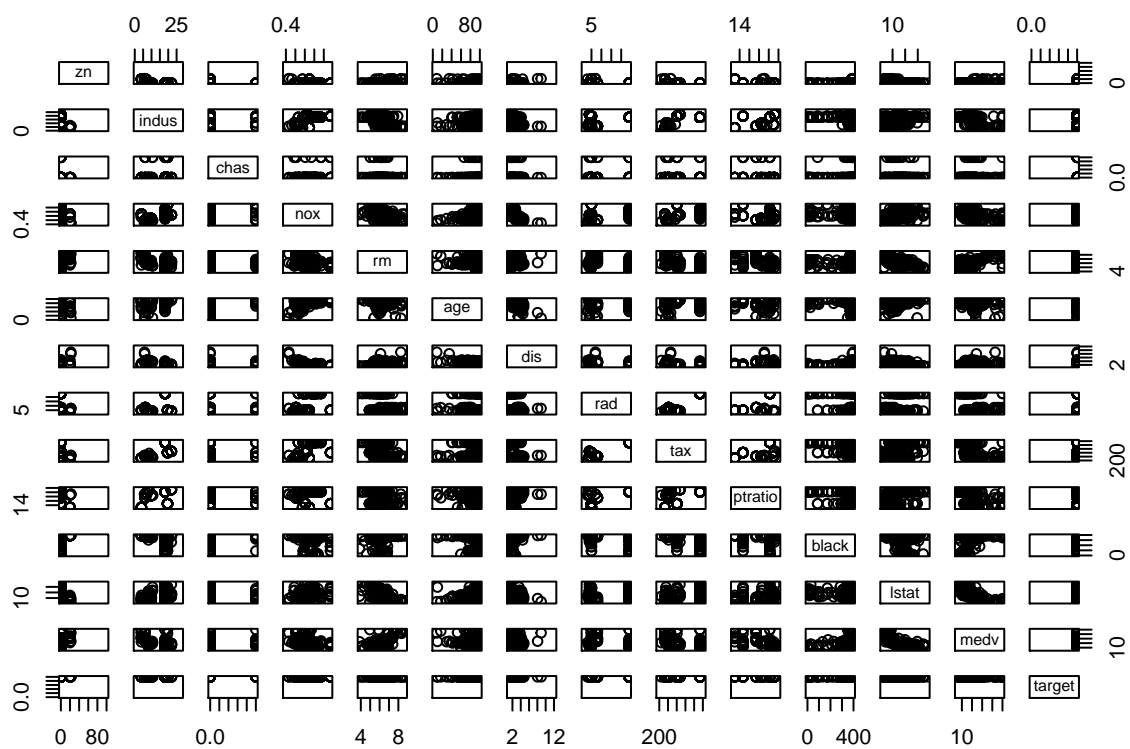 0 25 0.4 0 80 5 14 10 0.0
zn 0
0 indus
chas 0.0
0.4 nox
rm 4
0 age
dis 2
5 rad
tax 200
14 ptratio
black 0
10 lstat
medv 10
0.0 target
0 80 0.0 4 8 2 12 200 0 400 10